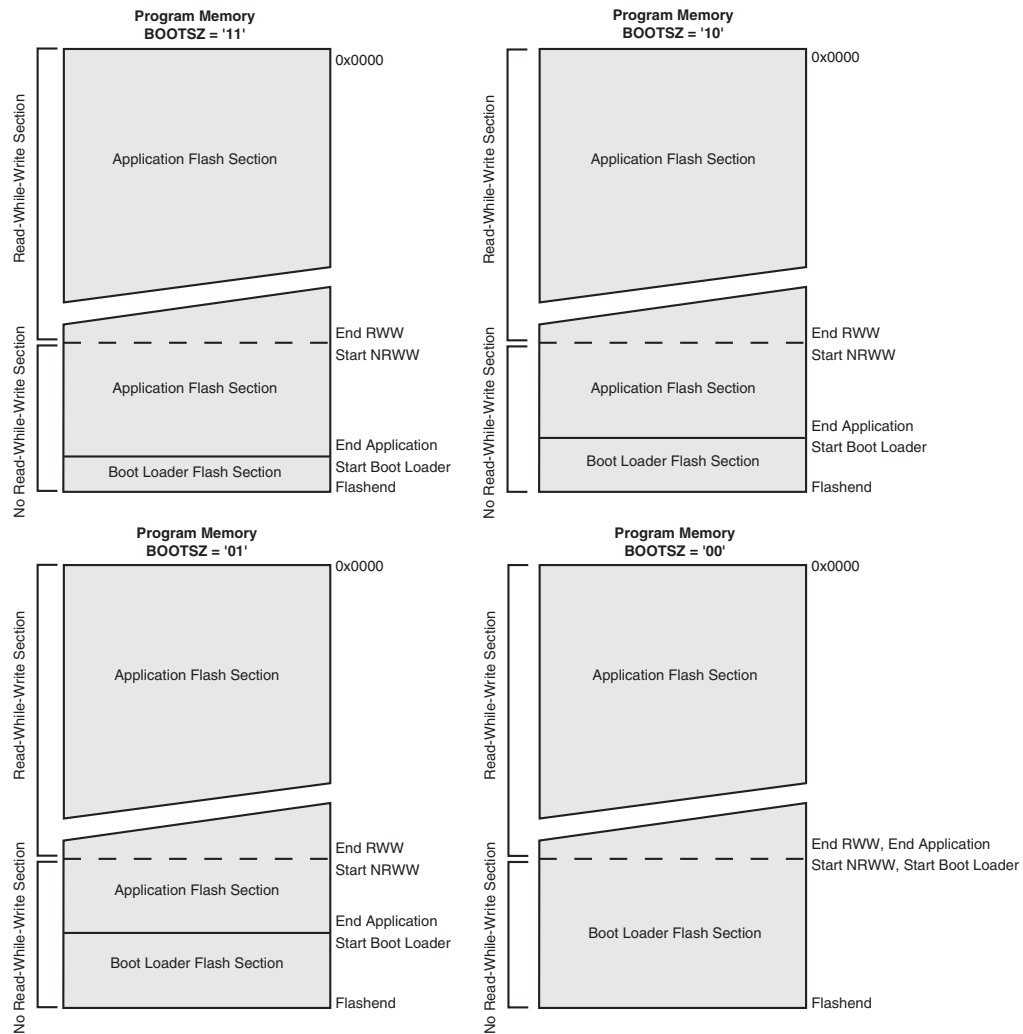 Program Memory
BOOTSZ = '11'
0x0000
Read-While-Write Section
Application Flash Section
End RWW
Start NRWW
No Read-While-Write Section
Application Flash Section
End Application
Start Boot Loader
Boot Loader Flash Section
Flashend
Program Memory
BOOTSZ = '10'
0x0000
Read-While-Write Section
Application Flash Section
End RWW
Start NRWW
No Read-While-Write Section
Application Flash Section
End Application
Start Boot Loader
Boot Loader Flash Section
Flashend
Program Memory
BOOTSZ = '01'
0x0000
Read-While-Write Section
Application Flash Section
End RWW
Start NRWW
No Read-While-Write Section
Application Flash Section
End Application
Start Boot Loader
Boot Loader Flash Section
Flashend
Program Memory
BOOTSZ = '00'
0x0000
Read-While-Write Section
Application Flash Section
End RWW, End Application
Start NRWW, Start Boot Loader
No Read-While-Write Section
Boot Loader Flash Section
Flashend